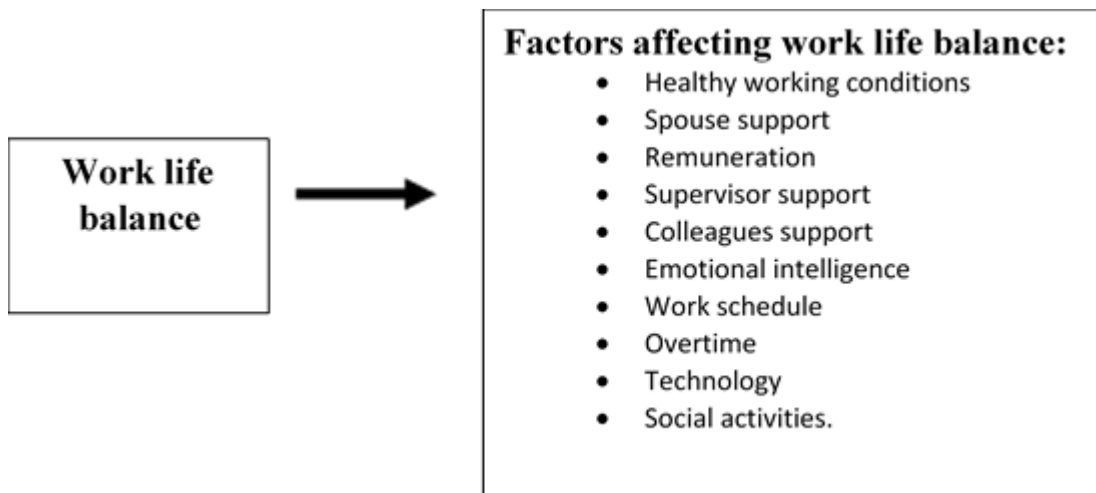 Work life
balance
Factors affecting work life balance:
• Healthy working conditions
• Spouse support
• Remuneration
• Supervisor support
• Colleagues support
• Emotional intelligence
• Work schedule
• Overtime
• Technology
• Social activities.